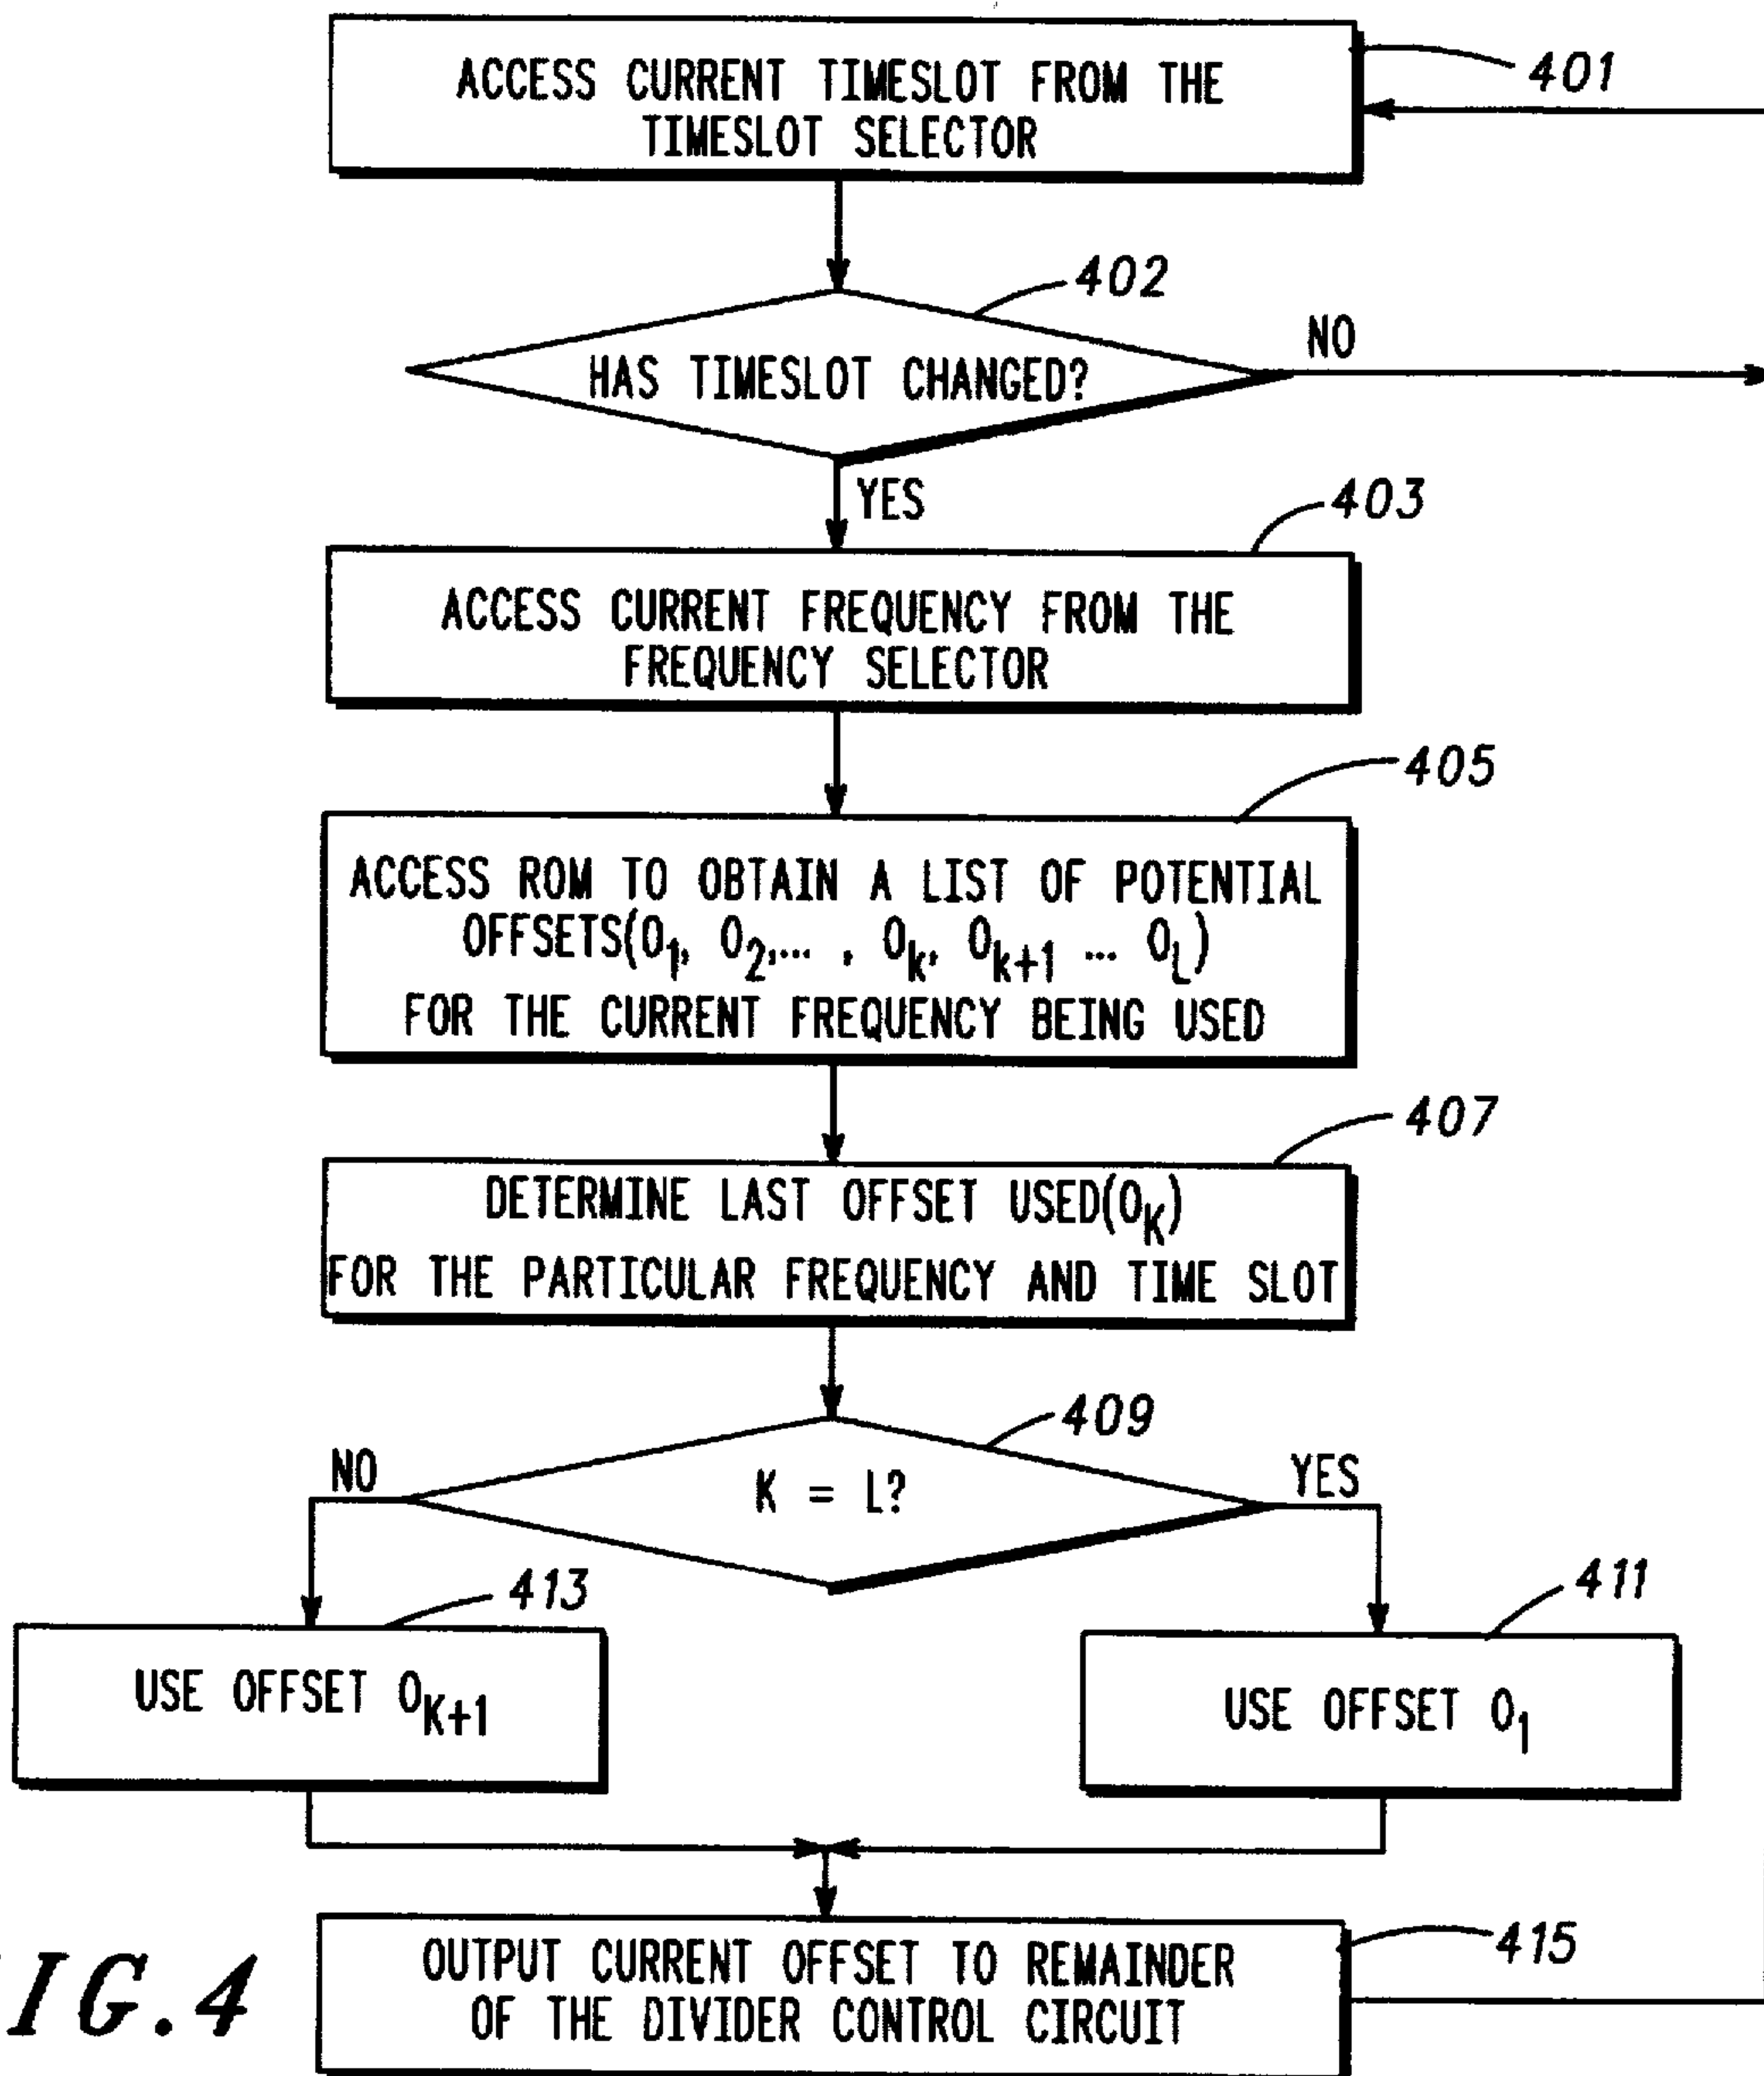 ACCESS CURRENT TIMESLOT FROM THE
TIMESLOT SELECTOR
401
402
HAS TIMESLOT CHANGED?
NO
YES
403
ACCESS CURRENT FREQUENCY FROM THE
FREQUENCY SELECTOR
405
ACCESS ROM TO OBTAIN A LIST OF POTENTIAL
OFFSETS(O₁, O₂,... , Oₖ, Oₖ₊₁ ... O_L)
FOR THE CURRENT FREQUENCY BEING USED
407
DETERMINE LAST OFFSET USED(O_K)
FOR THE PARTICULAR FREQUENCY AND TIME SLOT
409
K = L?
NO
YES
413
USE OFFSET O_K+1
411
USE OFFSET O₁
415
OUTPUT CURRENT OFFSET TO REMAINDER
OF THE DIVIDER CONTROL CIRCUIT
IG.4